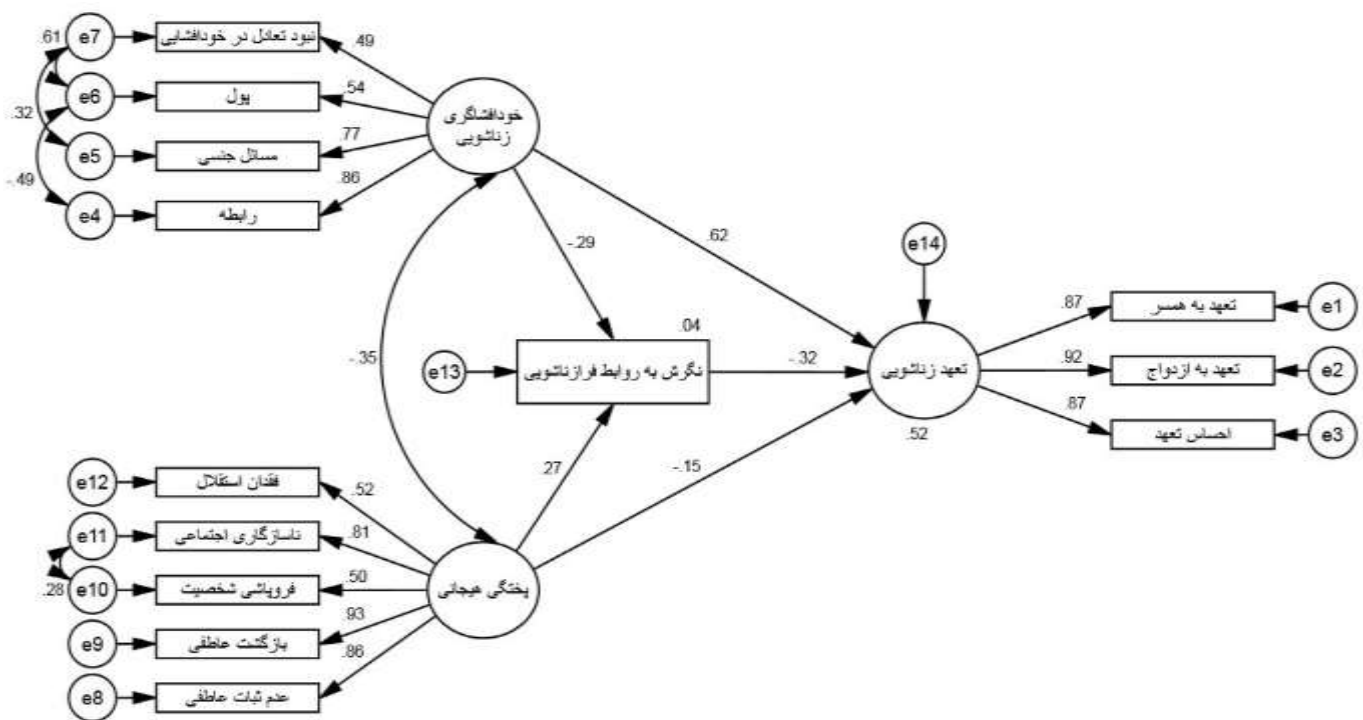 .61
e7
نبود تعادل در خودافشایی
.49
e6
پول
.54
.32
e5
مسائل جنسی
.77
-.49
e4
رابطه
.86
خودافشاگری
زناشویی
-.29
.62
e14
-.35
e13
.04
نگرش به روابط فرازناشویی
-.32
تعهد زناشویی
.52
.87
تعهد به همسر
e1
.92
تعهد به ازدواج
e2
.87
احساس تعهد
e3
.27
-.15
e12
فقدان استقلال
.52
e11
ناسازگاری اجتماعی
.81
.28
e10
فروپاشی شخصیت
.50
e9
بازگشت عاطفی
.93
e8
عدم ثبات عاطفی
.86
پختگی هیجانی